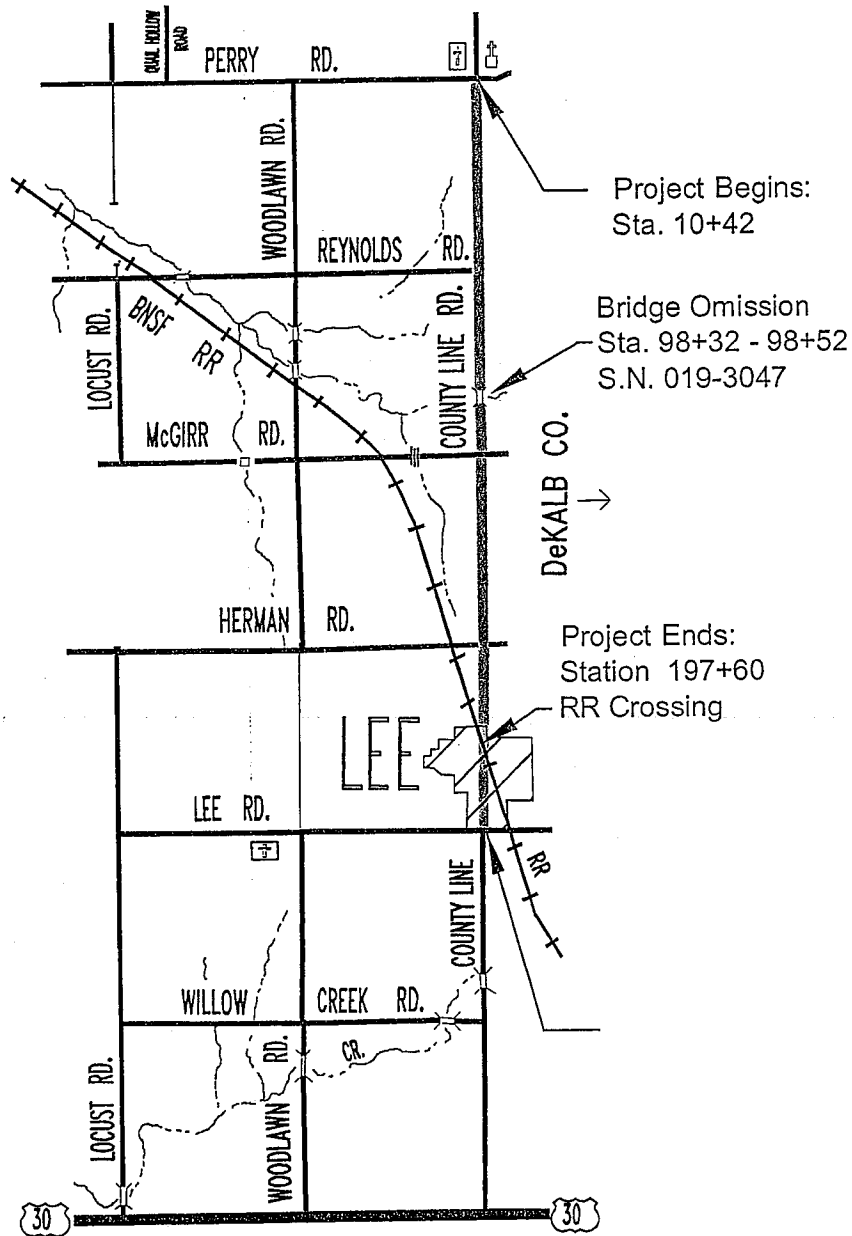 QUAIL HOLLOW
ROAD
PERRY RD.
WOODLAWN RD.
Project Begins:
Sta. 10+42
REYNOLDS RD.
LOCUST RD.
BNSF RR
COUNTY LINE RD.
Bridge Omission
Sta. 98+32 - 98+52
S.N. 019-3047
McGIRR RD.
DeKALB CO.
HERMAN RD.
Project Ends:
Station 197+60
RR Crossing
LEE
LEE RD.
RR
COUNTY LINE
WILLOW CREEK RD.
CR.
LOCUST RD.
WOODLAWN RD.
30
30